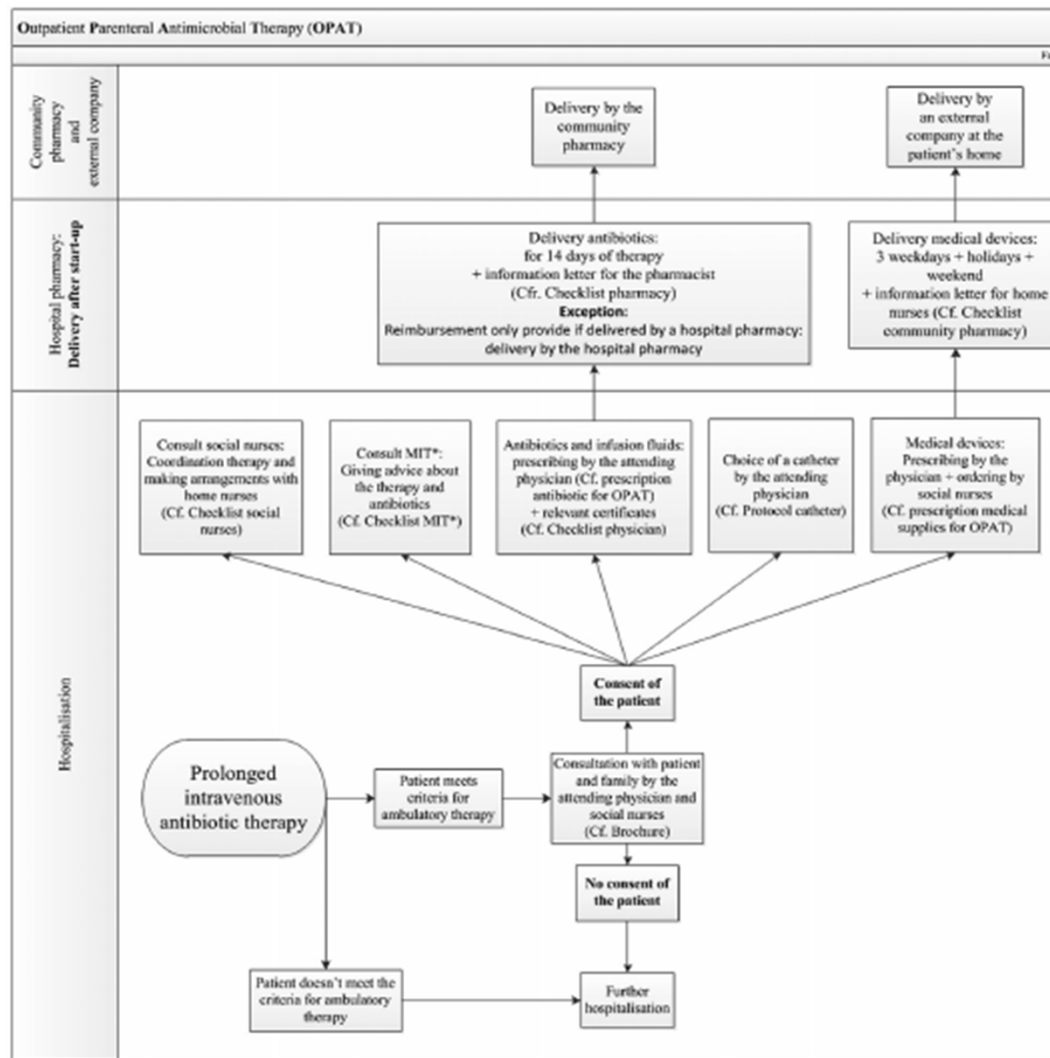 Outpatient Parenteral Antimicrobial Therapy (OPAT)
Community
pharmacy
and
external company
Delivery by the
community
pharmacy
Delivery by
an external
company at the
patient's home
Hospital pharmacy:
Delivery after start-up
Delivery antibiotics:
for 14 days of therapy
+ information letter for the pharmacist
(Cfr. Checklist pharmacy)
Exception:
Reimbursement only provide if delivered by a hospital pharmacy:
delivery by the hospital pharmacy
Delivery medical devices:
3 weekdays + holidays +
weekend
+ information letter for home
nurses (Cf. Checklist
community pharmacy)
Hospitalisation
Consult social nurses:
Coordination therapy and
making arrangements with
home nurses
(Cf. Checklist social
nurses)
Consult MIT*:
Giving advice about
the therapy and
antibiotics
(Cf. Checklist MIT*)
Antibiotics and infusion fluids:
prescribing by the attending
physician (Cf. prescription
antibiotic for OPAT)
+ relevant certificates
(Cf. Checklist physician)
Choice of a catheter
by the attending
physician
(Cf. Protocol catheter)
Medical devices:
Prescribing by the
physician + ordering by
social nurses
(Cf. prescription medical
supplies for OPAT)
Consent of
the patient
Prolonged
intravenous
antibiotic therapy
Patient meets
criteria for
ambulatory therapy
Consultation with patient
and family by the
attending physician and
social nurses
(Cf. Brochure)
No consent of
the patient
Patient doesn't meet the
criteria for ambulatory
therapy
Further
hospitalisation